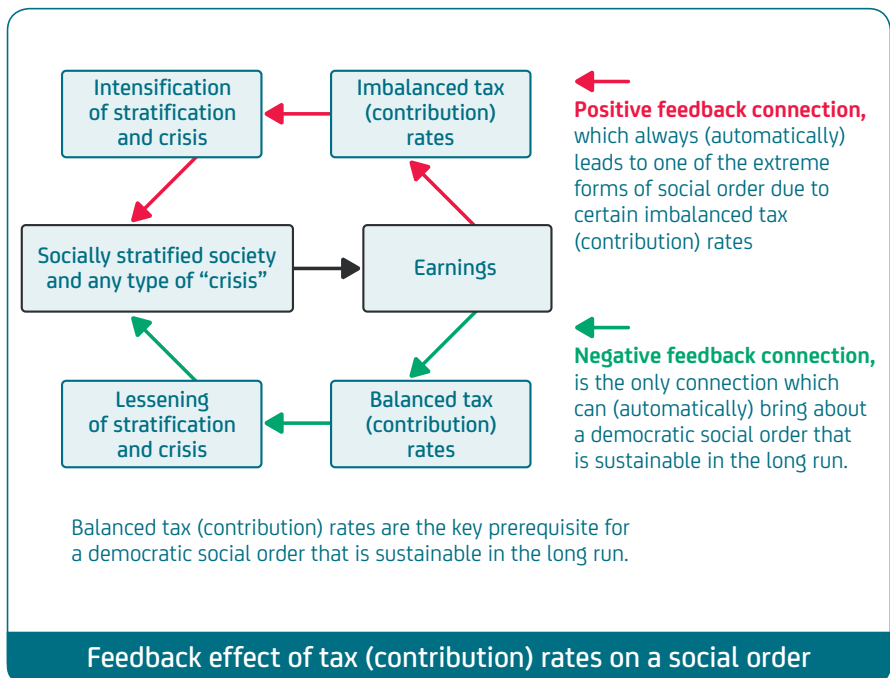 Intensification
of stratification
and crisis
Imbalanced tax
(contribution)
rates
Positive feedback connection,
which always (automatically)
leads to one of the extreme
forms of social order due to
certain imbalanced tax
(contribution) rates
Socially stratified society
and any type of “crisis”
Earnings
Negative feedback connection,
is the only connection which
can (automatically) bring about
a democratic social order that
is sustainable in the long run.
Lessening
of stratification
and crisis
Balanced tax
(contribution)
rates
Balanced tax (contribution) rates are the key prerequisite for
a democratic social order that is sustainable in the long run.
Feedback effect of tax (contribution) rates on a social order